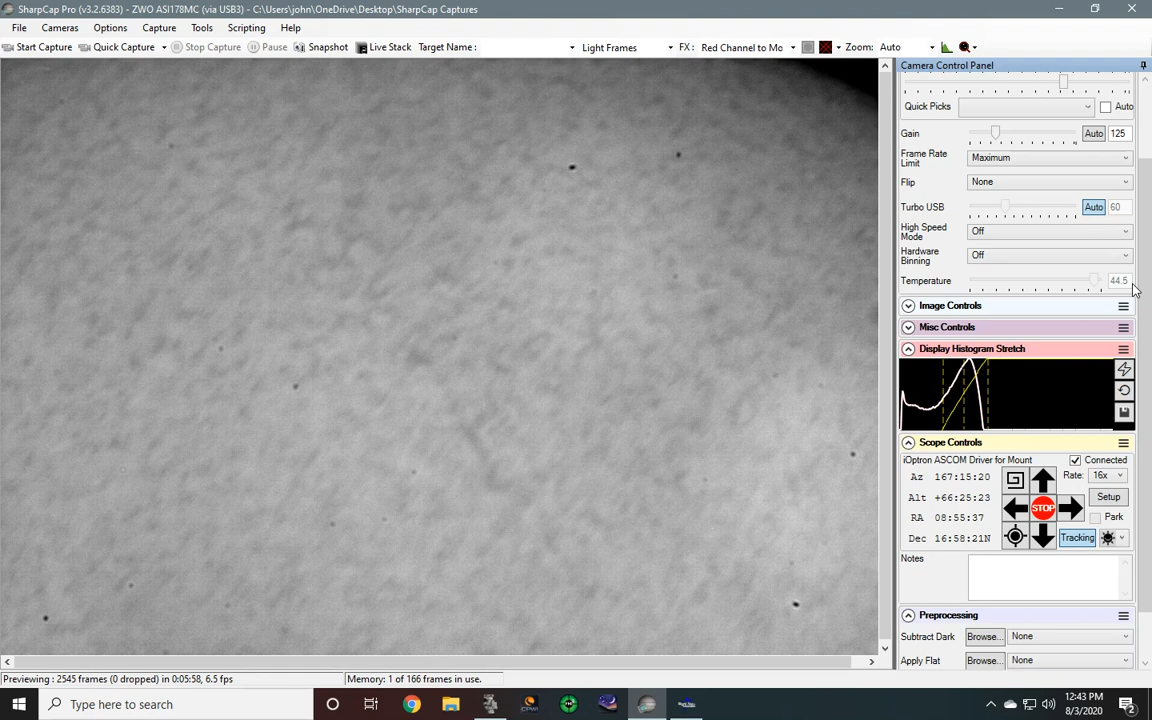 SharpCap Pro (v3.2.6383) - ZWO ASI178MC (via USB3) - C:\Users\john\OneDrive\Desktop\SharpCap Captures
File Cameras Options Capture Tools Scripting Help
Start Capture Quick Capture Stop Capture Pause Snapshot Live Stack Target Name: Light Frames FX: Red Channel to Mo Zoom: Auto
Camera Control Panel
Quick Picks Auto
Gain Auto 125
Frame Rate Limit Maximum
Flip None
Turbo USB Auto 60
High Speed Mode Off
Hardware Binning Off
Temperature 44.5
Image Controls
Misc Controls
Display Histogram Stretch
Scope Controls
iOptron ASCOM Driver for Mount Connected
Az 167:15:20 Rate: 16x
Alt +66:25:23 Setup
RA 08:55:37 STOP Park
Dec 16:58:21N Tracking
Notes
Preprocessing
Subtract Dark Browse... None
Apply Flat Browse... None
Previewing : 2545 frames (0 dropped) in 0:05:58, 6.5 fps Memory: 1 of 166 frames in use.
Type here to search
12:43 PM
8/3/2020
2